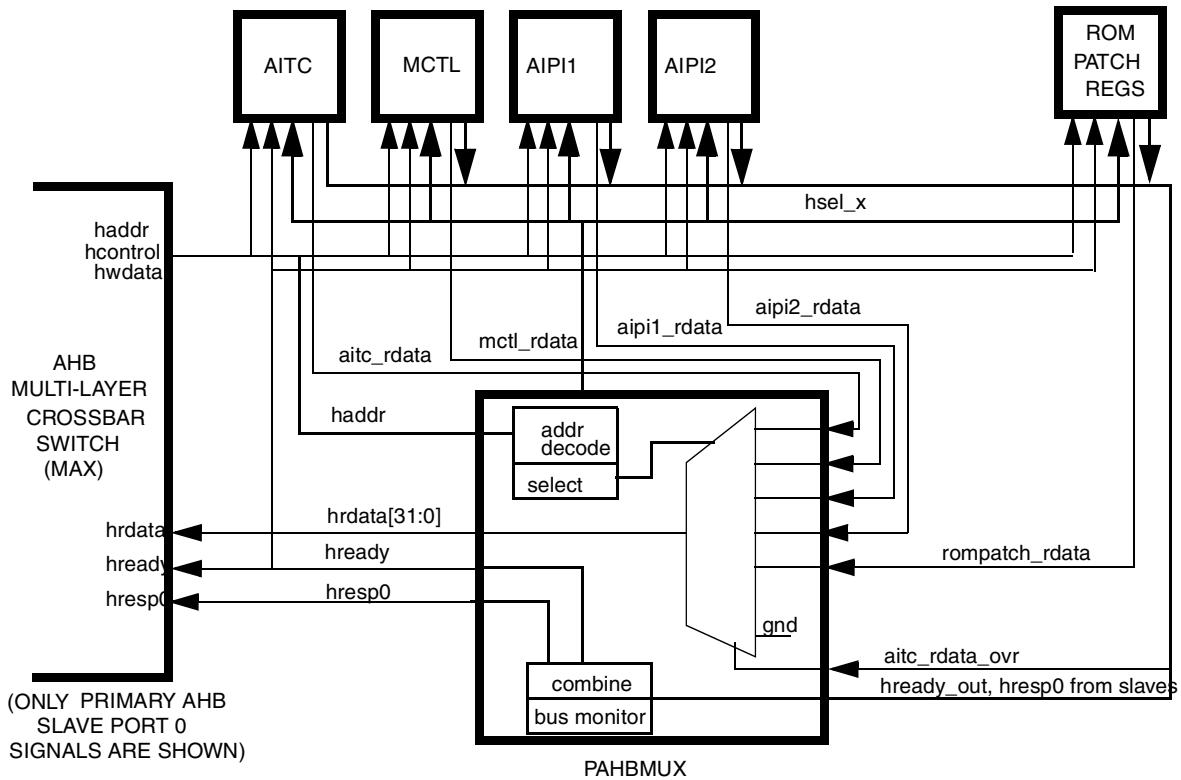 AITC
MCTL
AIPI1
AIPI2
ROM
PATCH
REGS
hsel_x
haddr
hcontrol
hwdata
aipi2_rdata
aipi1_rdata
mctl_rdata
aitc_rdata
AHB
MULTI-LAYER
CROSSBAR
SWITCH
(MAX)
haddr
addr
decode
select
hrdata
hrdata[31:0]
hready
hready
rompatch_rdata
hresp0
hresp0
gnd
aitc_rdata_ovr
combine
hready_out, hresp0 from slaves
bus monitor
(ONLY PRIMARY AHB
SLAVE PORT 0
SIGNALS ARE SHOWN)
PAHBMUX